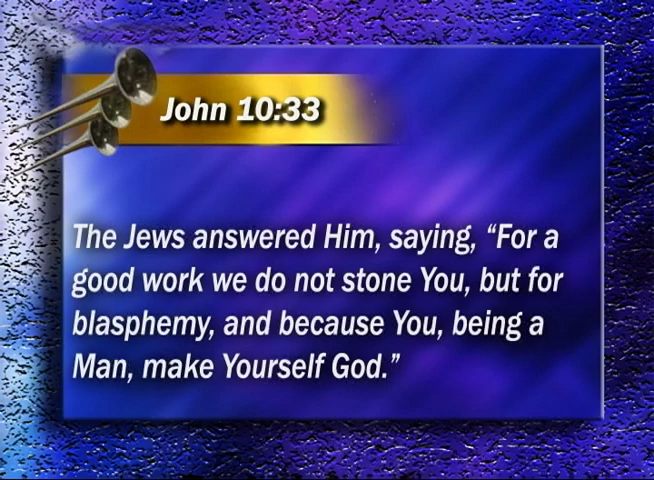 John 10:33
The Jews answered Him, saying, “For a
good work we do not stone You, but for
blasphemy, and because You, being a
Man, make Yourself God.”